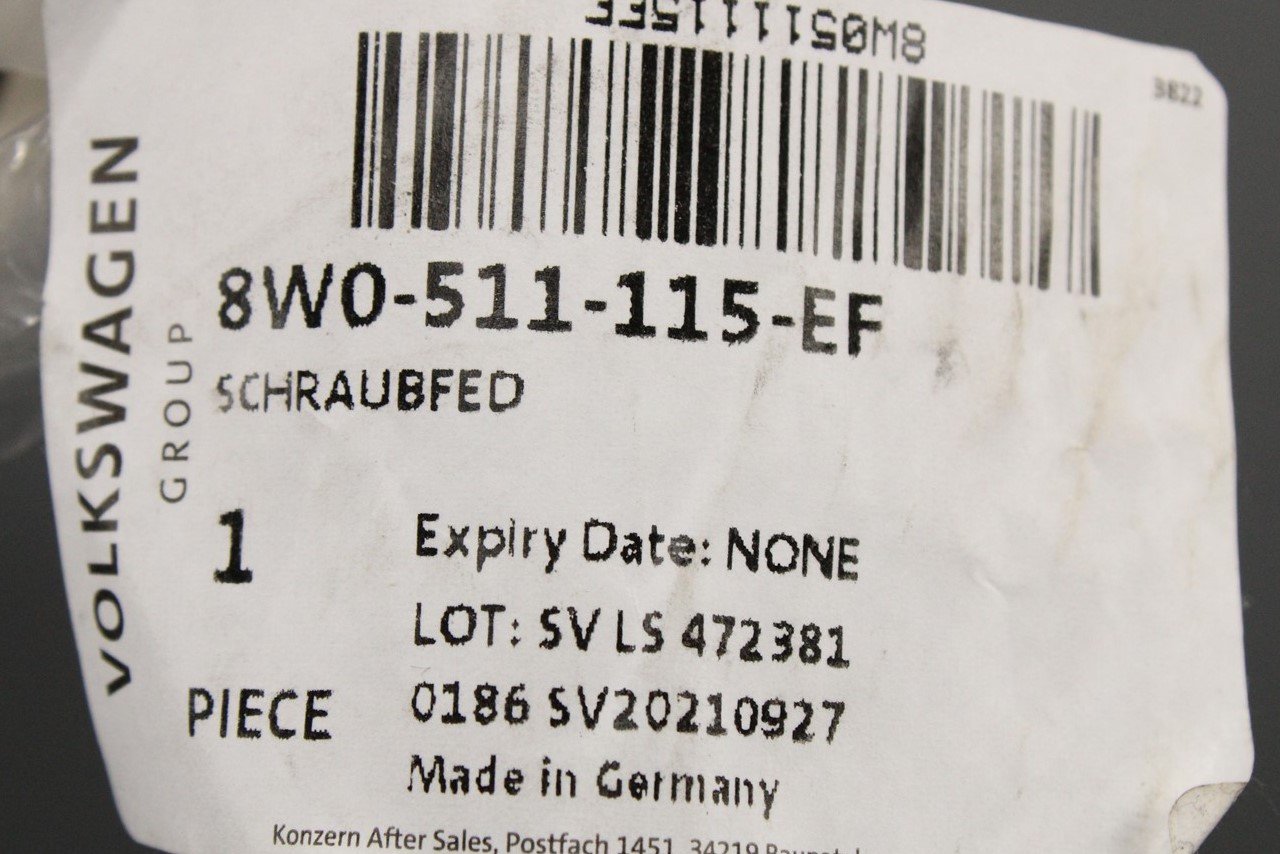 8W0511115EF
3822
VOLKSWAGEN
GROUP
8W0-511-115-EF
SCHRAUBFED
1
Expiry Date: NONE
LOT: SV LS 472381
PIECE
0186 SV20210927
Made in Germany
Konzern After Sales, Postfach 1451, 34219